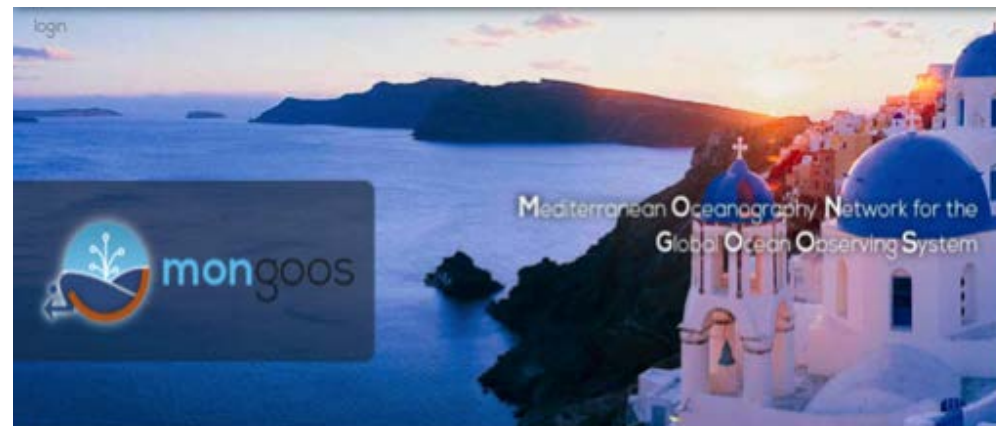 login
Mediterranean Oceanography Network for the
Global Ocean Observing System
mongoos